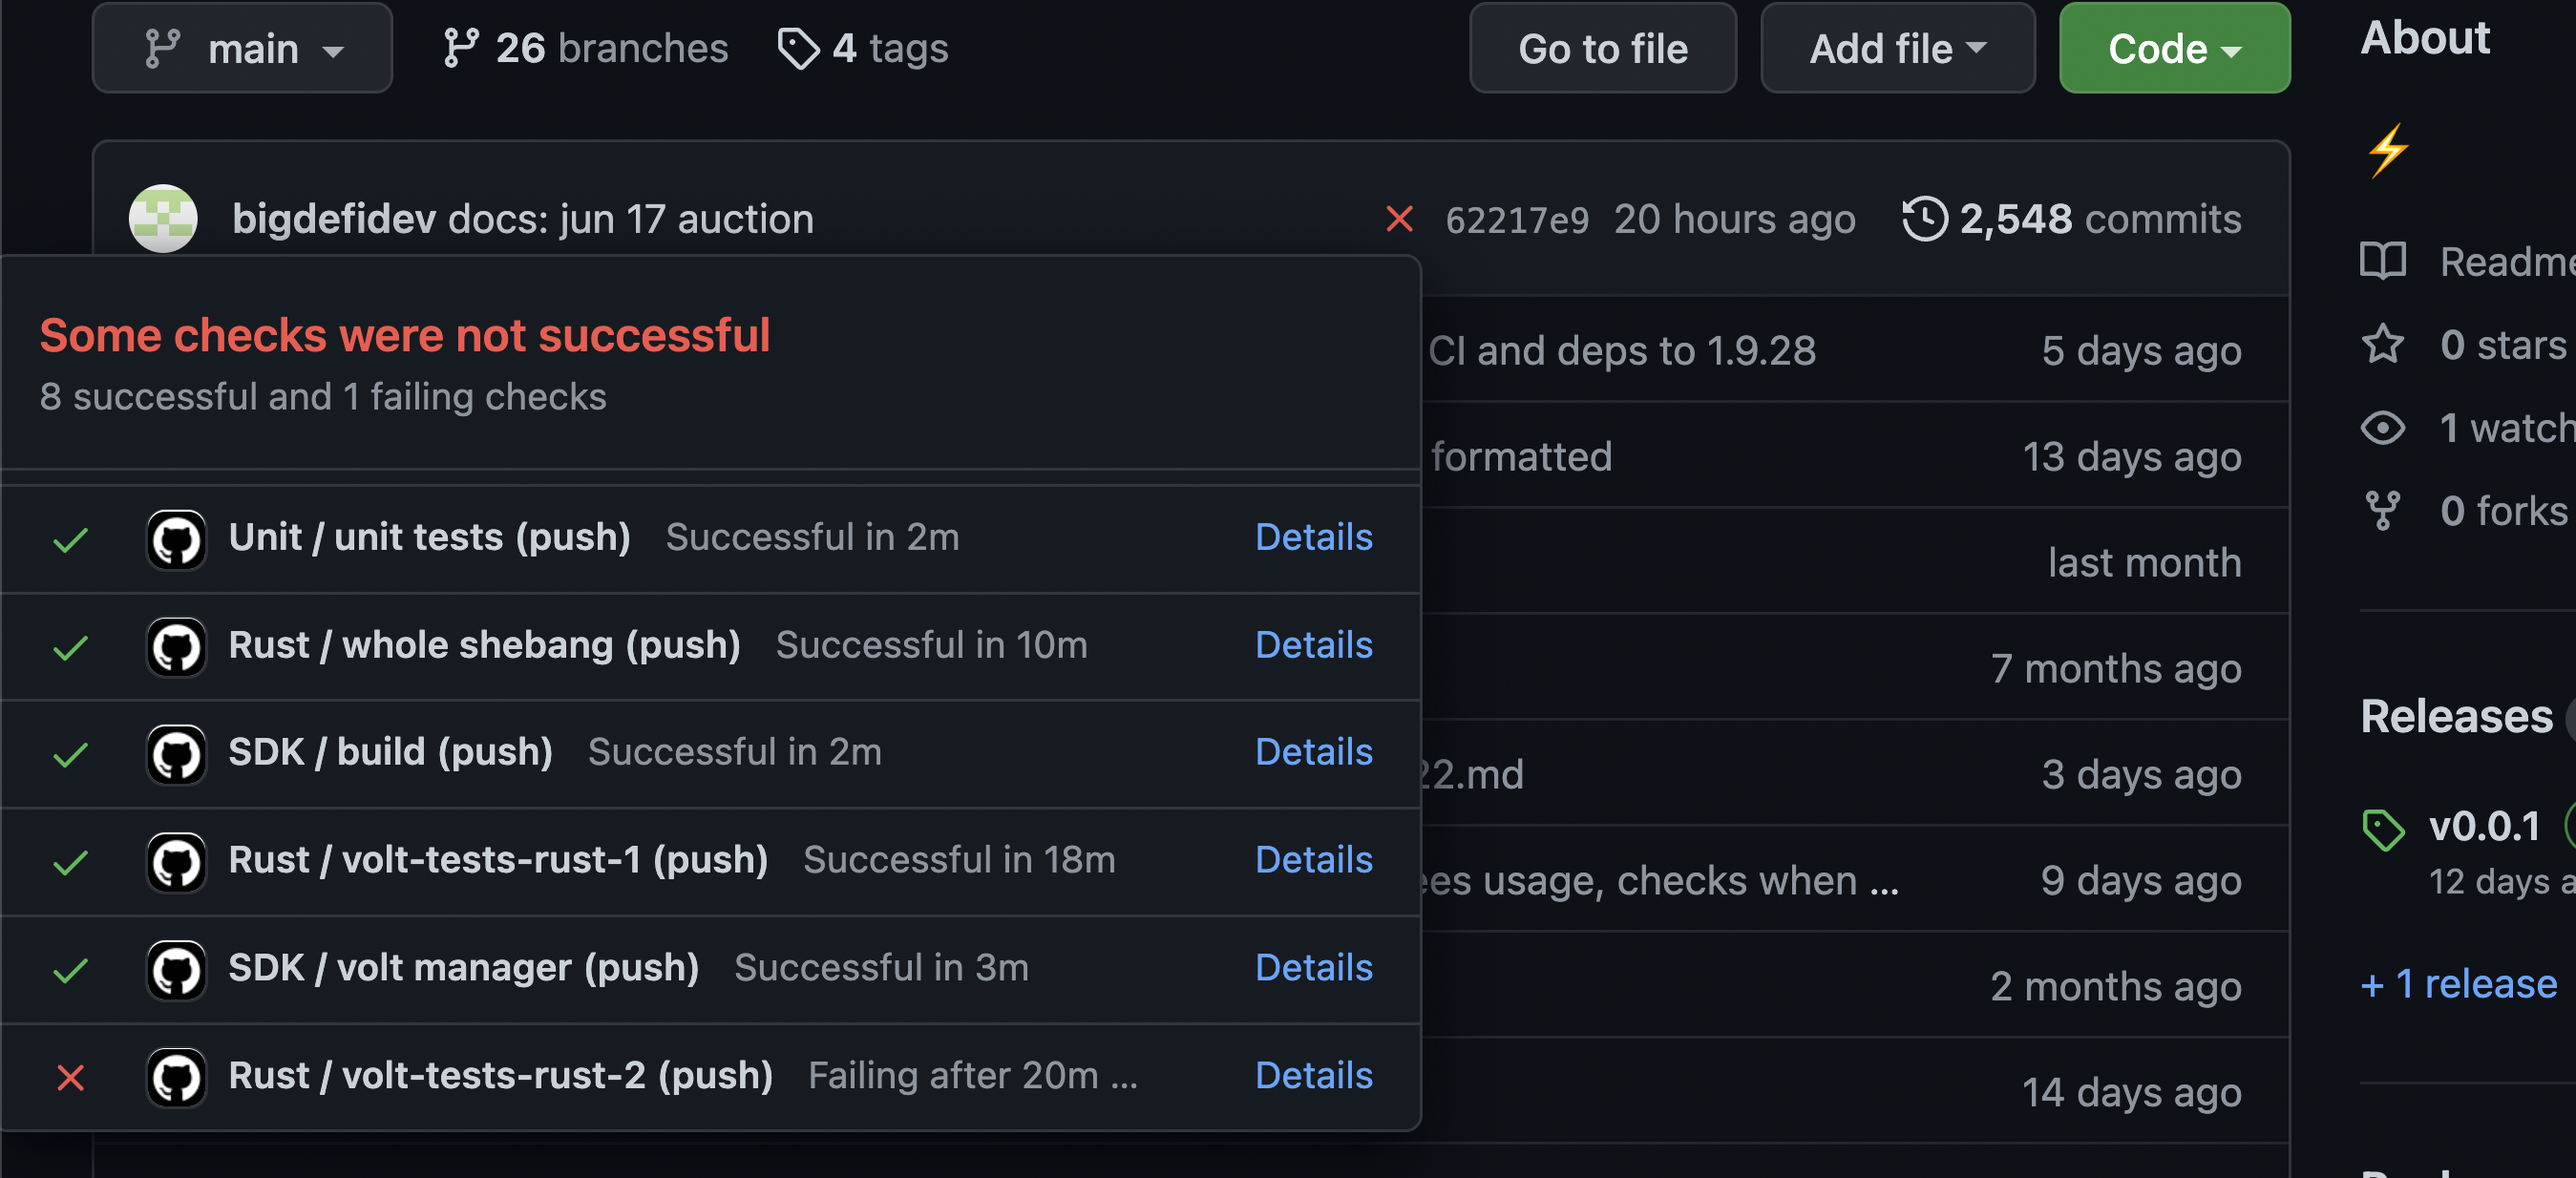 main 26 branches 4 tags Go to file Add file Code About
bigdefidev docs: jun 17 auction 62217e9 20 hours ago 2,548 commits
Some checks were not successful
8 successful and 1 failing checks
Unit / unit tests (push) Successful in 2m Details
Rust / whole shebang (push) Successful in 10m Details
SDK / build (push) Successful in 2m Details
Rust / volt-tests-rust-1 (push) Successful in 18m Details
SDK / volt manager (push) Successful in 3m Details
Rust / volt-tests-rust-2 (push) Failing after 20m ... Details
CI and deps to 1.9.28 5 days ago
formatted 13 days ago
last month
7 months ago
22.md 3 days ago
ees usage, checks when ... 9 days ago
2 months ago
14 days ago
Readme
0 stars
1 watch
0 forks
Releases
v0.0.1
12 days a
+ 1 release